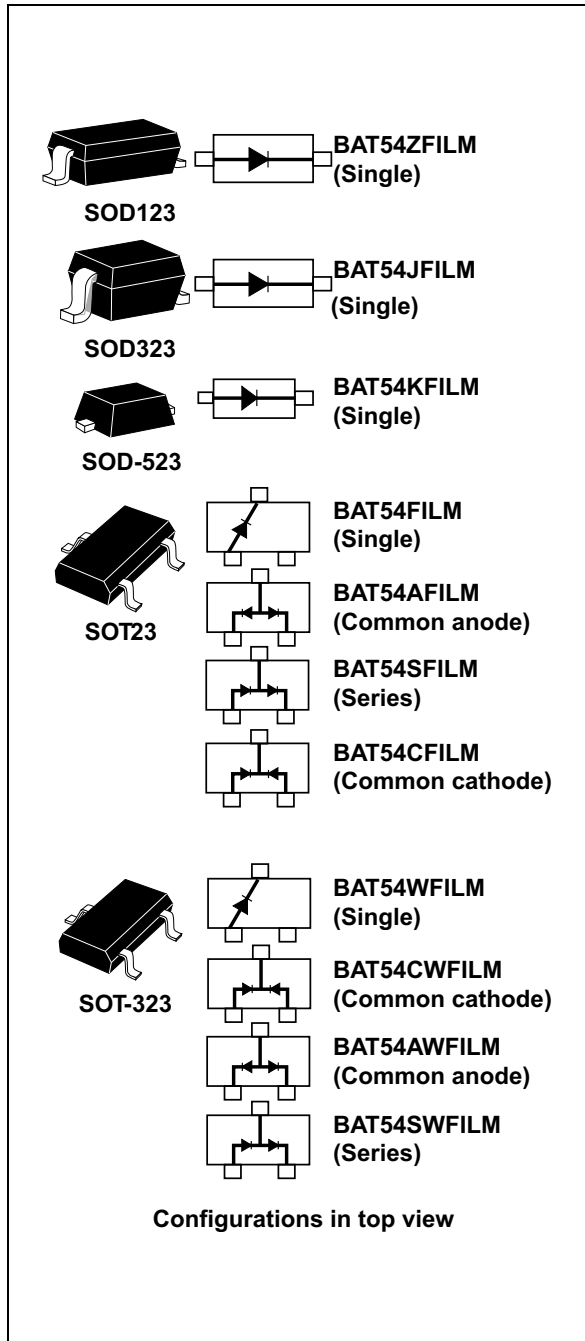 BAT54ZFILM
(Single)
SOD123
BAT54JFILM
(Single)
SOD323
BAT54KFILM
(Single)
SOD-523
BAT54FILM
(Single)
SOT23
BAT54AFILM
(Common anode)
BAT54SFILM
(Series)
BAT54CFILM
(Common cathode)
BAT54WFILM
(Single)
SOT-323
BAT54CWFILM
(Common cathode)
BAT54AWFILM
(Common anode)
BAT54SWFILM
(Series)
Configurations in top view